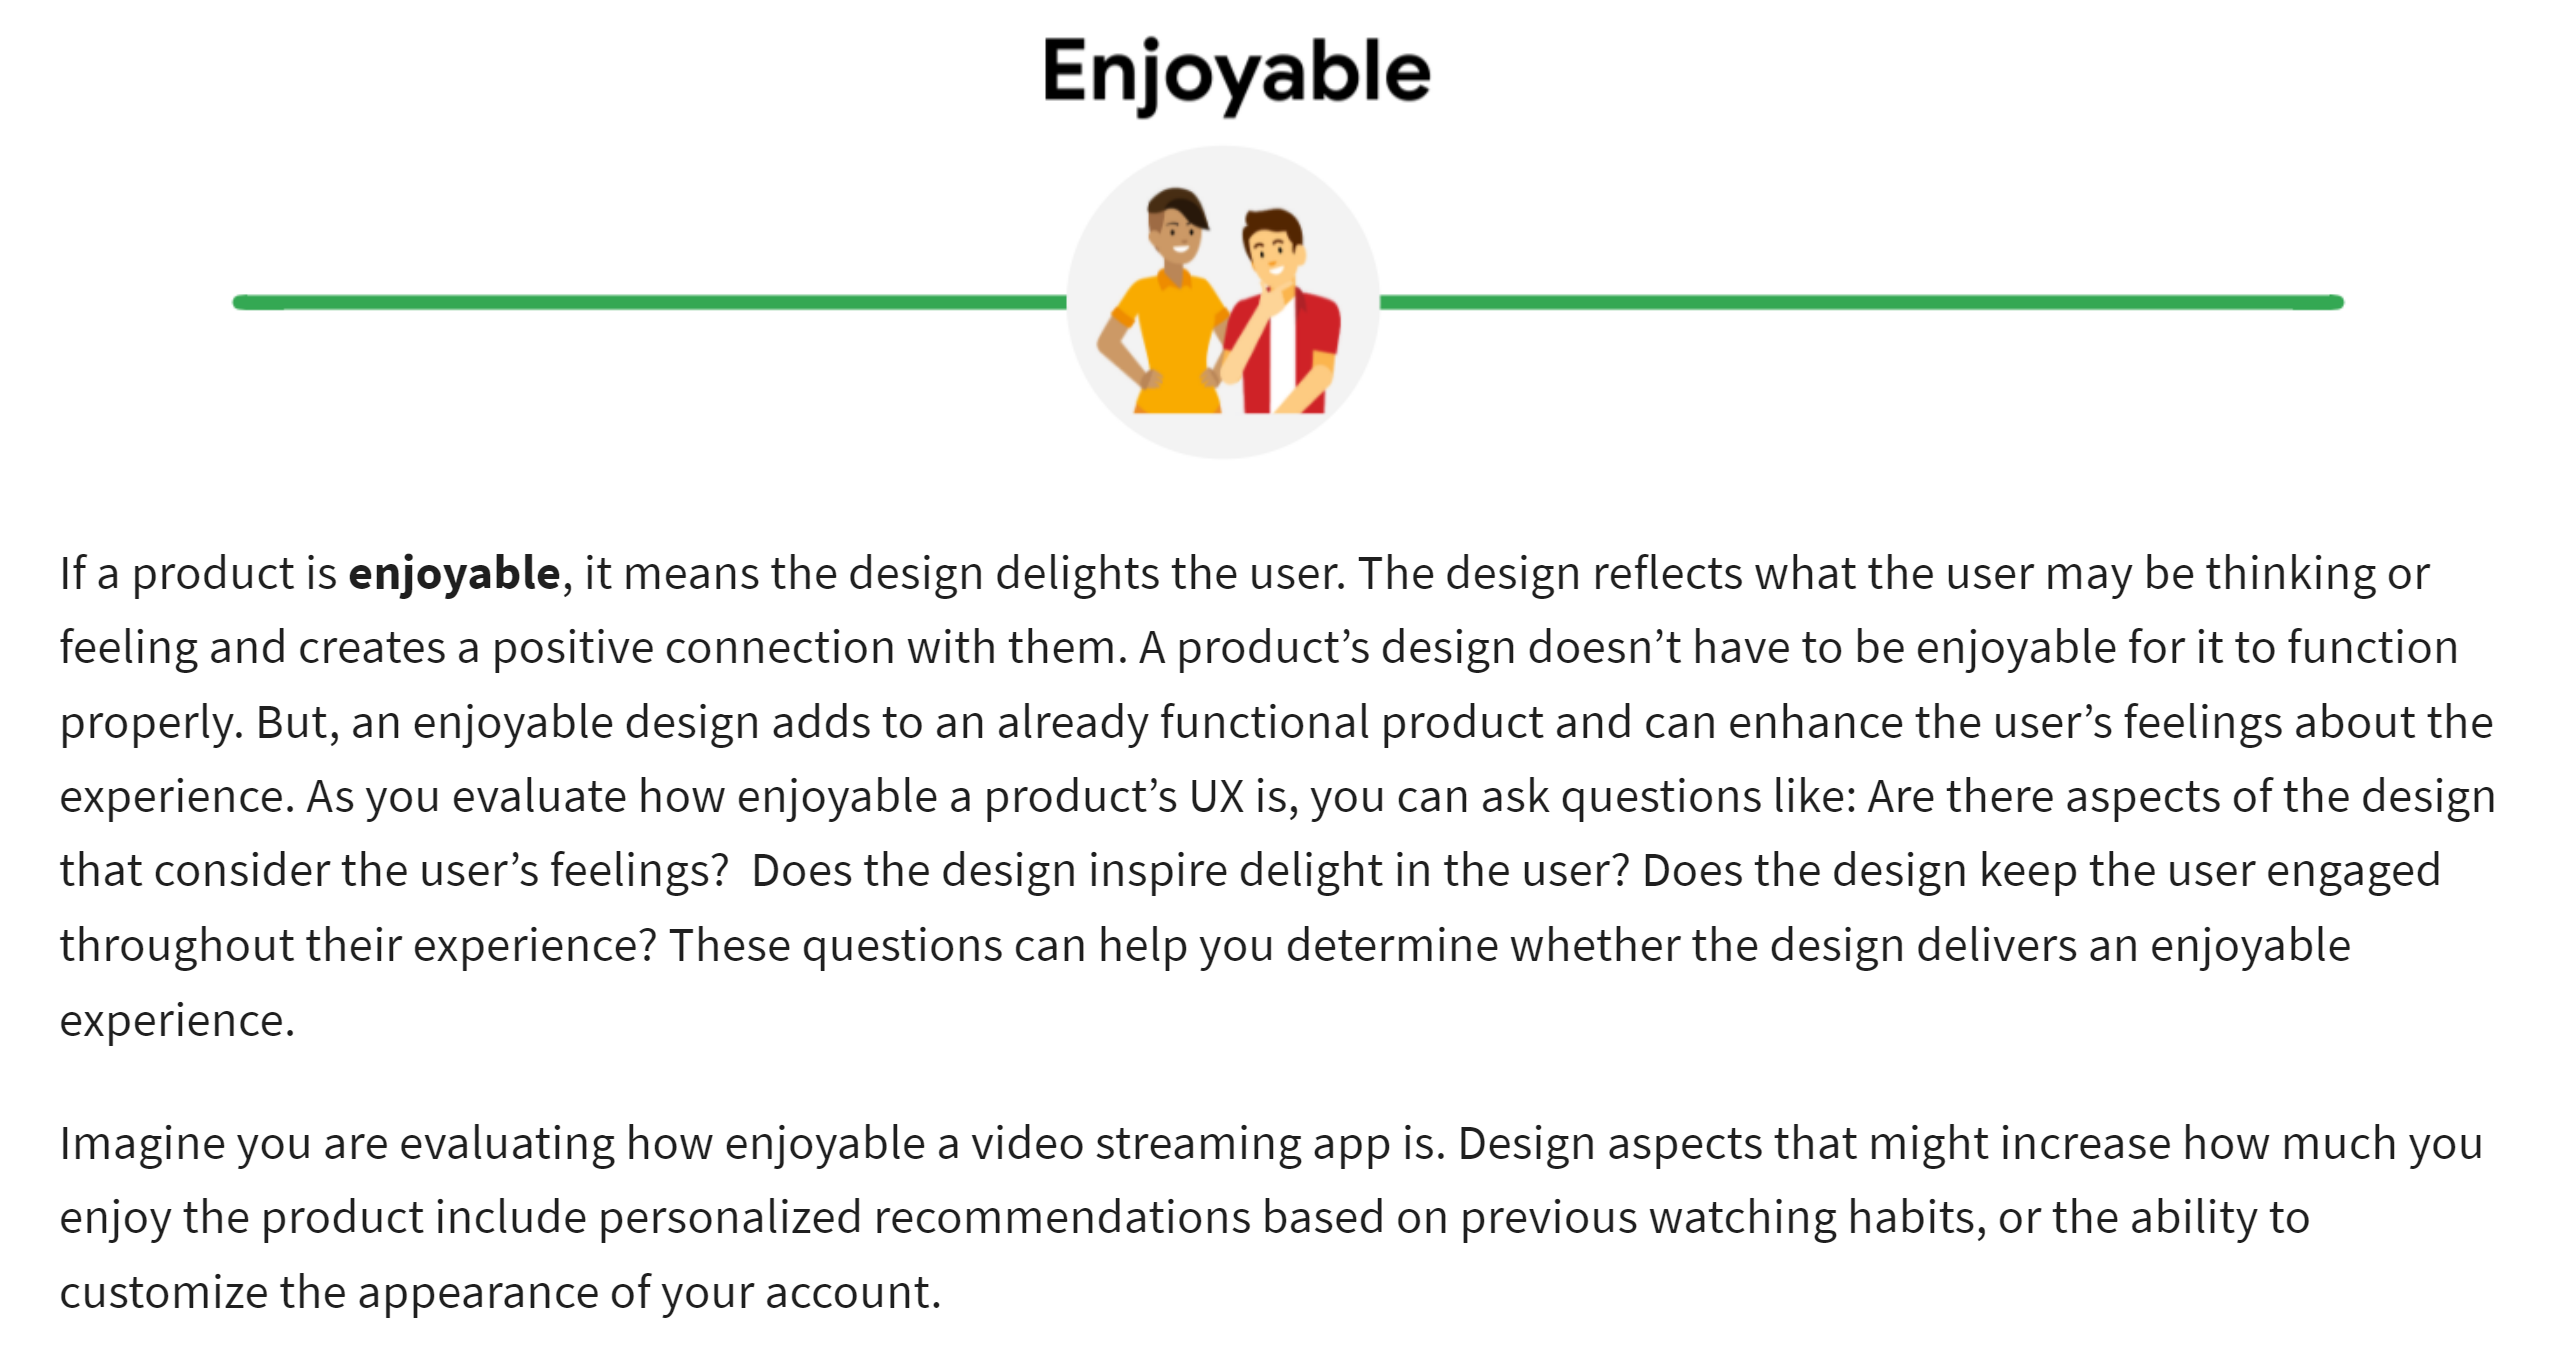 Enjoyable
If a product is enjoyable, it means the design delights the user. The design reflects what the user may be thinking or
feeling and creates a positive connection with them. A product’s design doesn’t have to be enjoyable for it to function
properly. But, an enjoyable design adds to an already functional product and can enhance the user’s feelings about the
experience. As you evaluate how enjoyable a product’s UX is, you can ask questions like: Are there aspects of the design
that consider the user’s feelings?  Does the design inspire delight in the user? Does the design keep the user engaged
throughout their experience? These questions can help you determine whether the design delivers an enjoyable
experience.
Imagine you are evaluating how enjoyable a video streaming app is. Design aspects that might increase how much you
enjoy the product include personalized recommendations based on previous watching habits, or the ability to
customize the appearance of your account.